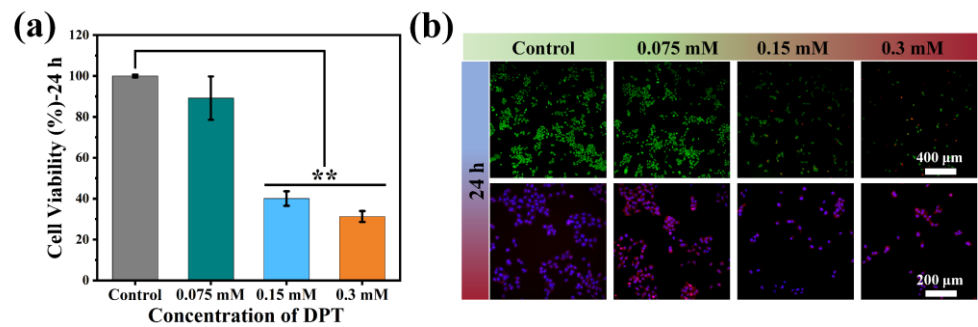 (a)
Cell Viability (%)-24 h
120
100
80
60
40
20
0
**
Control 0.075 mM 0.15 mM 0.3 mM
Concentration of DPT
(b)
Control 0.075 mM 0.15 mM 0.3 mM
24 h
400 μm
200 μm